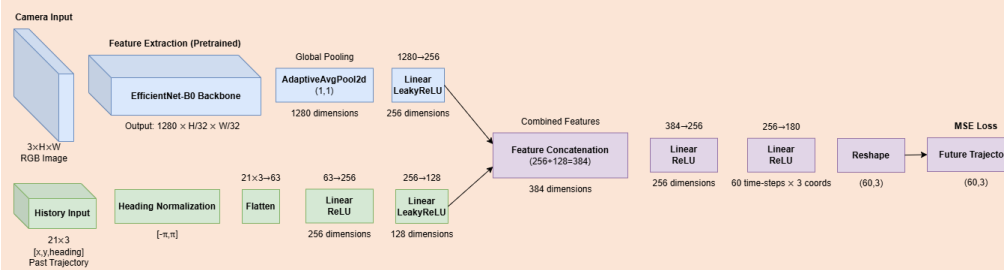 Camera Input
3×H×W
RGB Image
Feature Extraction (Pretrained)
EfficientNet-B0 Backbone
Output: 1280 × H/32 × W/32
Global Pooling
AdaptiveAvgPool2d
(1,1)
1280 dimensions
1280→256
Linear
LeakyReLU
256 dimensions
History Input
21×3
[x,y,heading]
Past Trajectory
Heading Normalization
[-π,π]
21×3→63
Flatten
63→256
Linear
ReLU
256 dimensions
256→128
Linear
LeakyReLU
128 dimensions
Combined Features
Feature Concatenation
(256+128=384)
384 dimensions
384→256
Linear
ReLU
256 dimensions
256→180
Linear
ReLU
60 time-steps × 3 coords
Reshape
(60,3)
MSE Loss
Future Trajecto
(60,3)